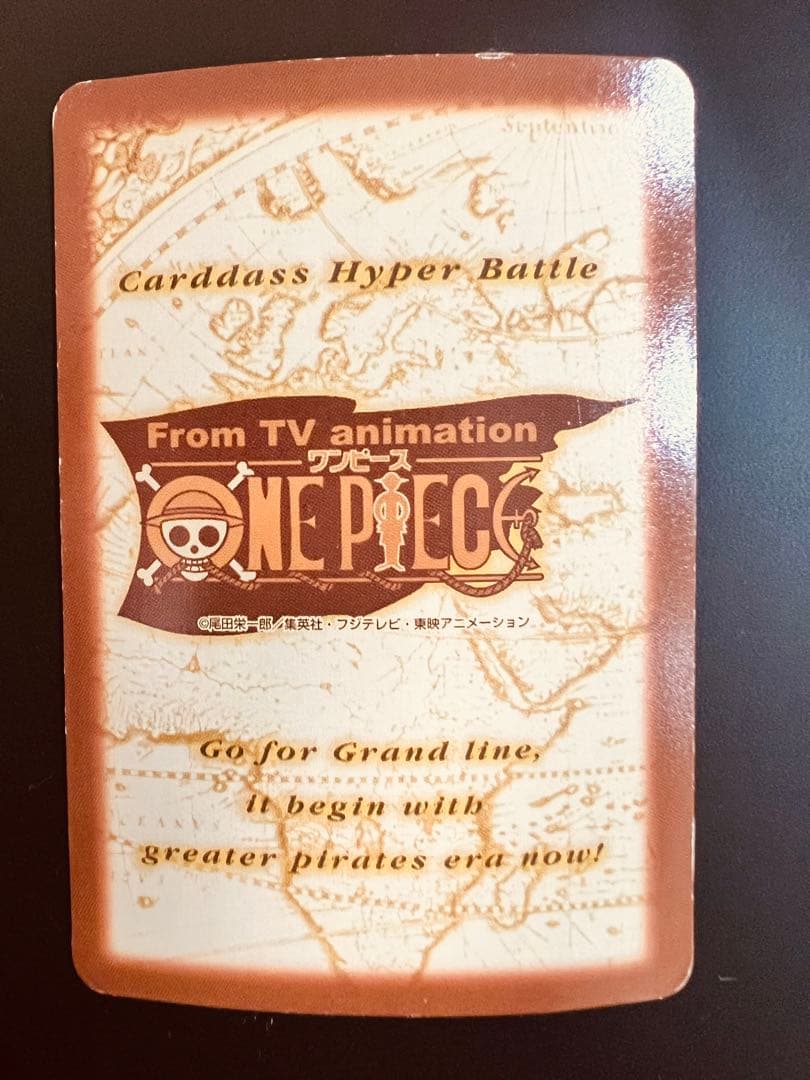 Septentrio
Carddass Hyper Battle
From TV animation
ワンピース
ONE PIECE
©尾田栄一郎／集英社・フジテレビ・東映アニメーション
Go for Grand line,
it begin with
greater pirates era now!